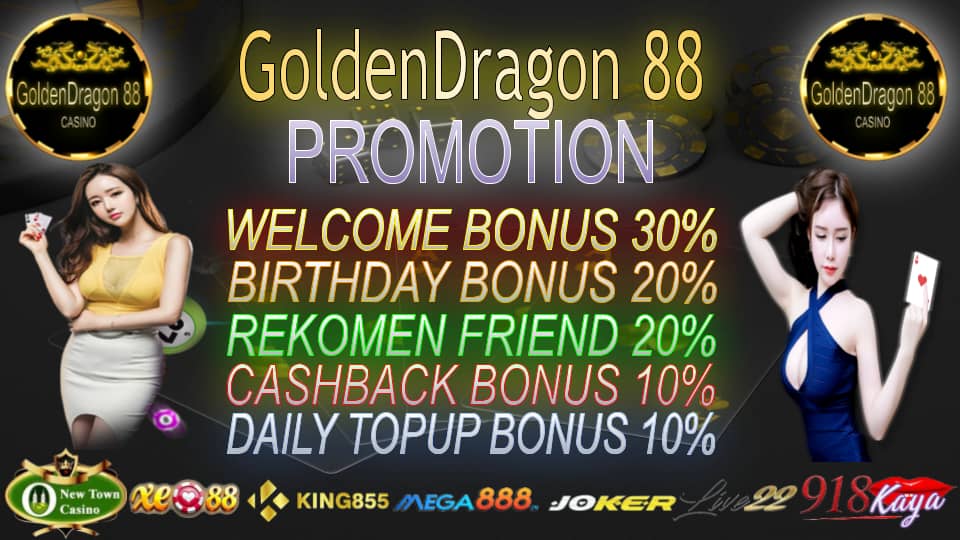 GoldenDragon 88
CASINO
GoldenDragon 88
PROMOTION
GoldenDragon 88
CASINO
WELCOME BONUS 30%
BIRTHDAY BONUS 20%
REKOMEN FRIEND 20%
CASHBACK BONUS 10%
DAILY TOPUP BONUS 10%
New Town
Casino
xe88
KING855
MEGA888
JOKER
Live22
918Kaya